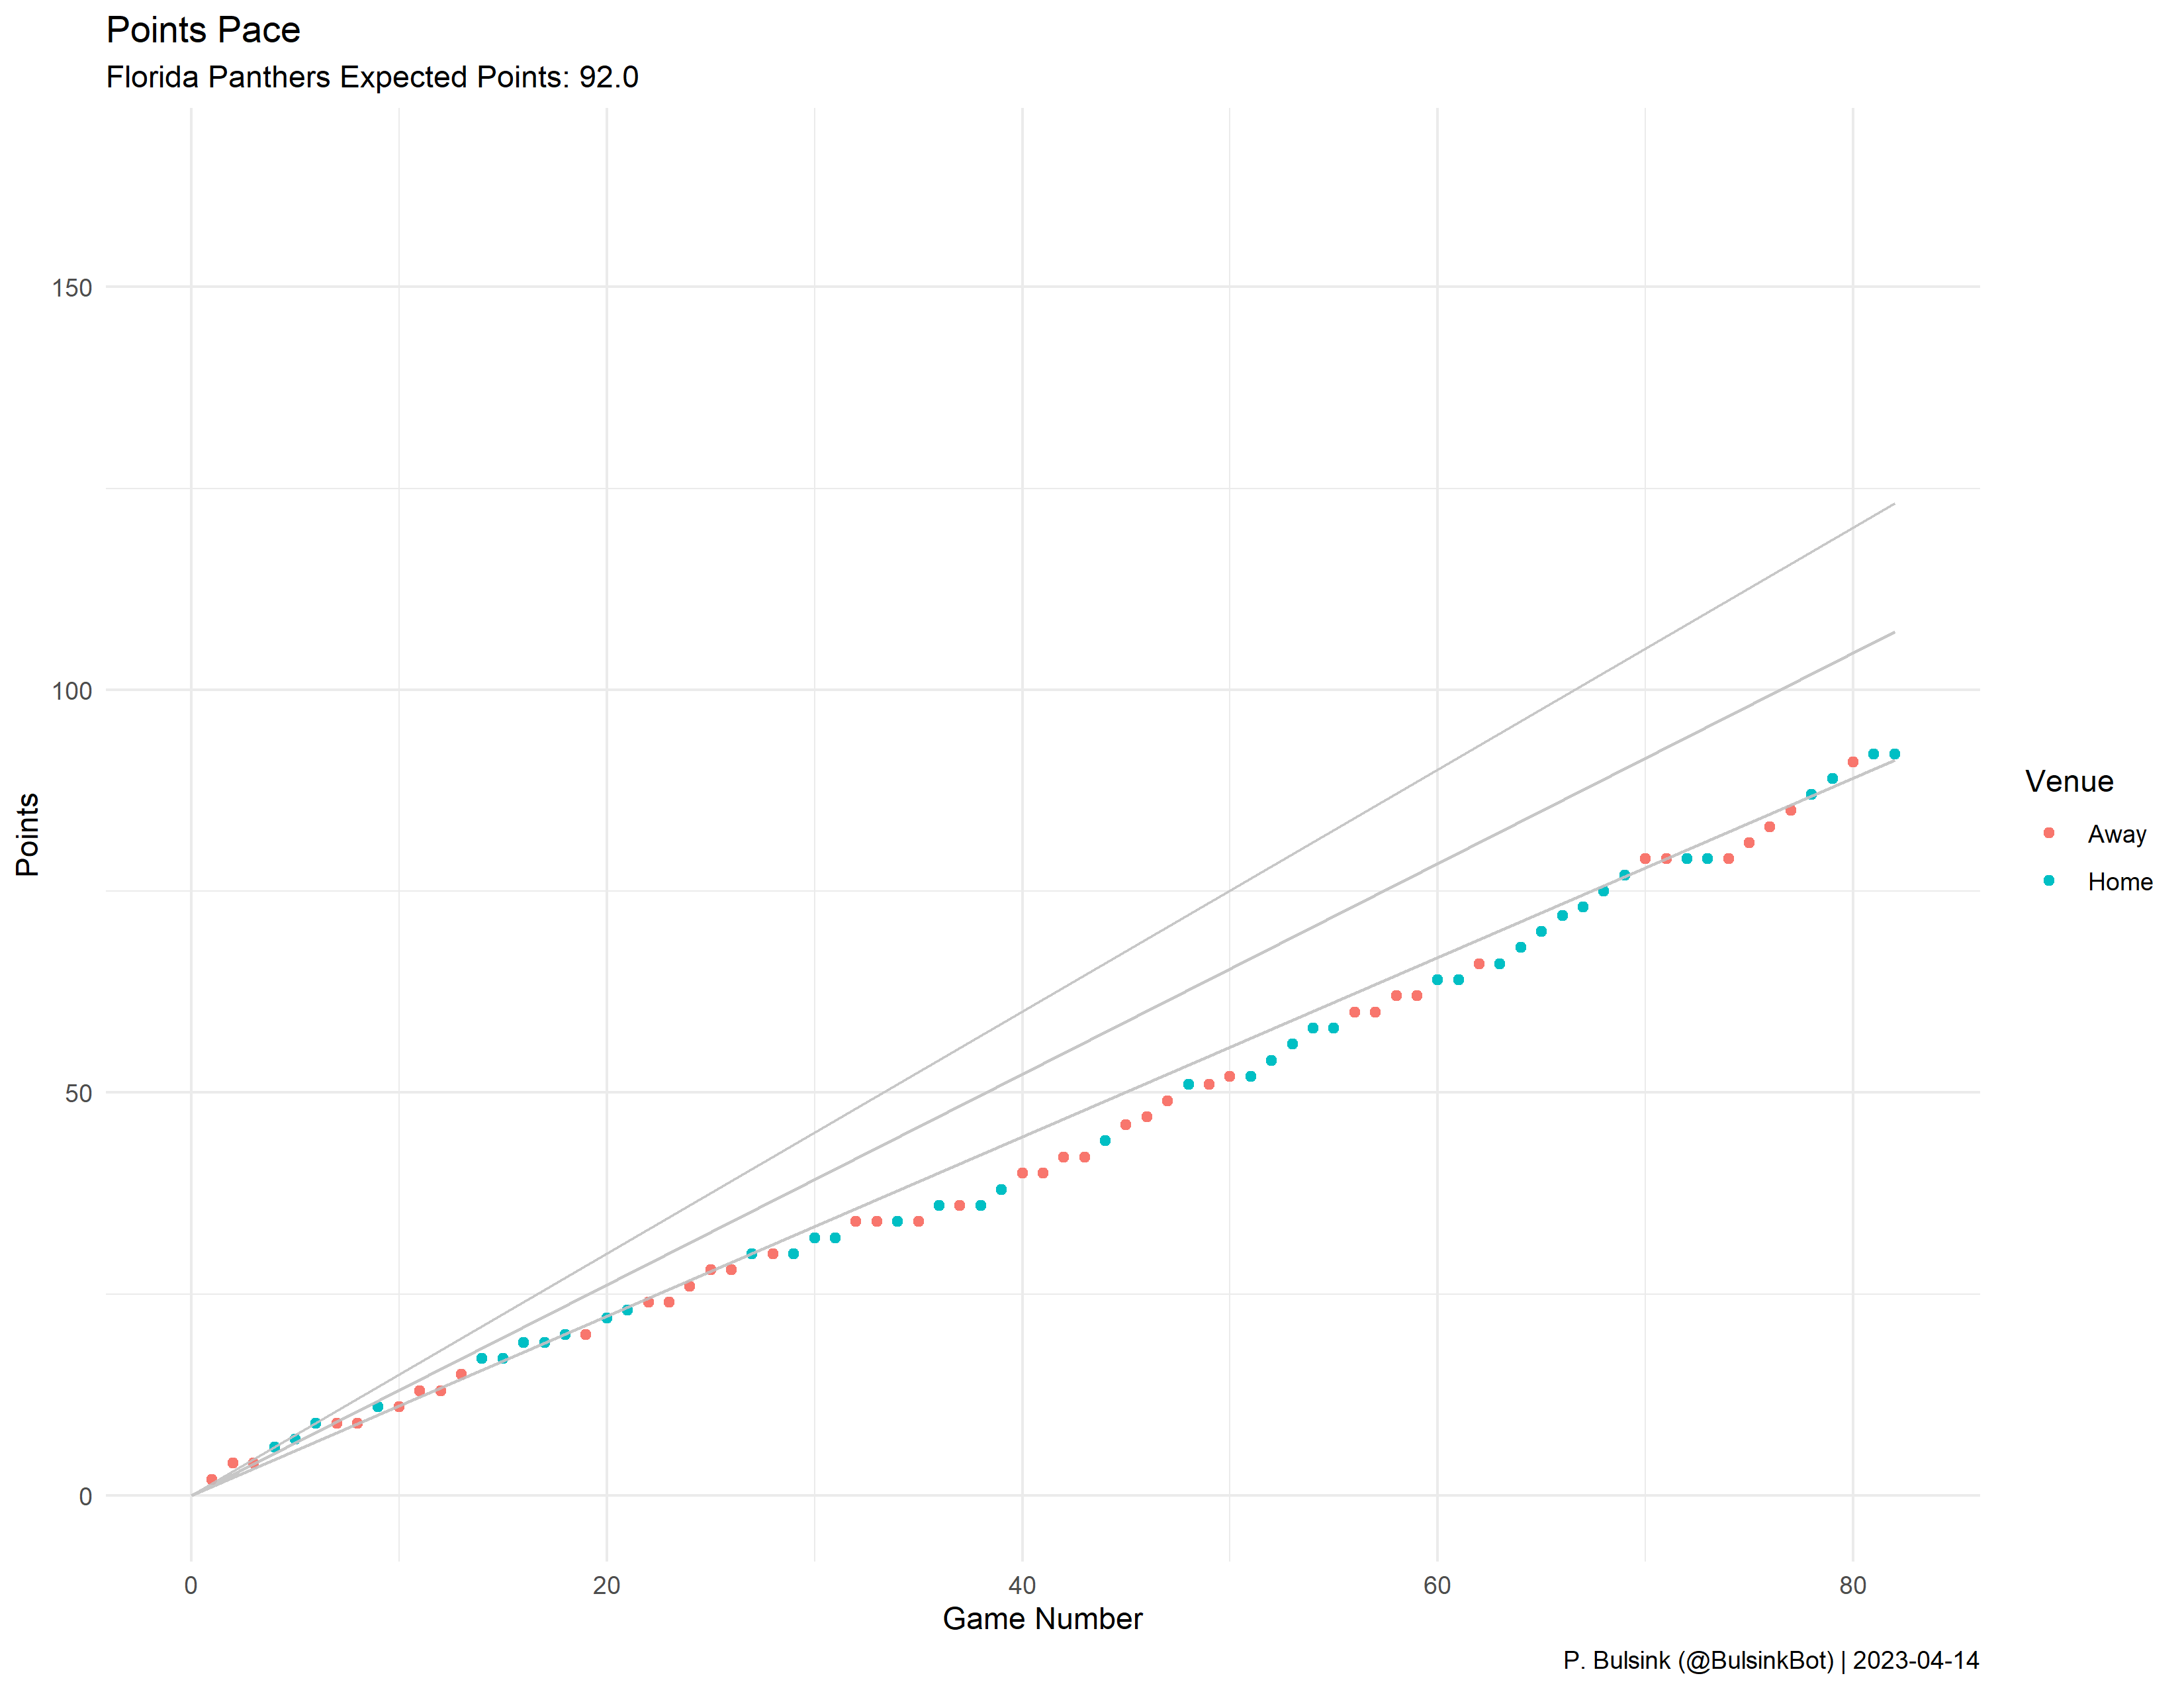 Points Pace
Florida Panthers Expected Points: 92.0
150
100
50
0
Points
0 20 40 60 80
Game Number
Venue
Away
Home
P. Bulsink (@BulsinkBot) | 2023-04-14